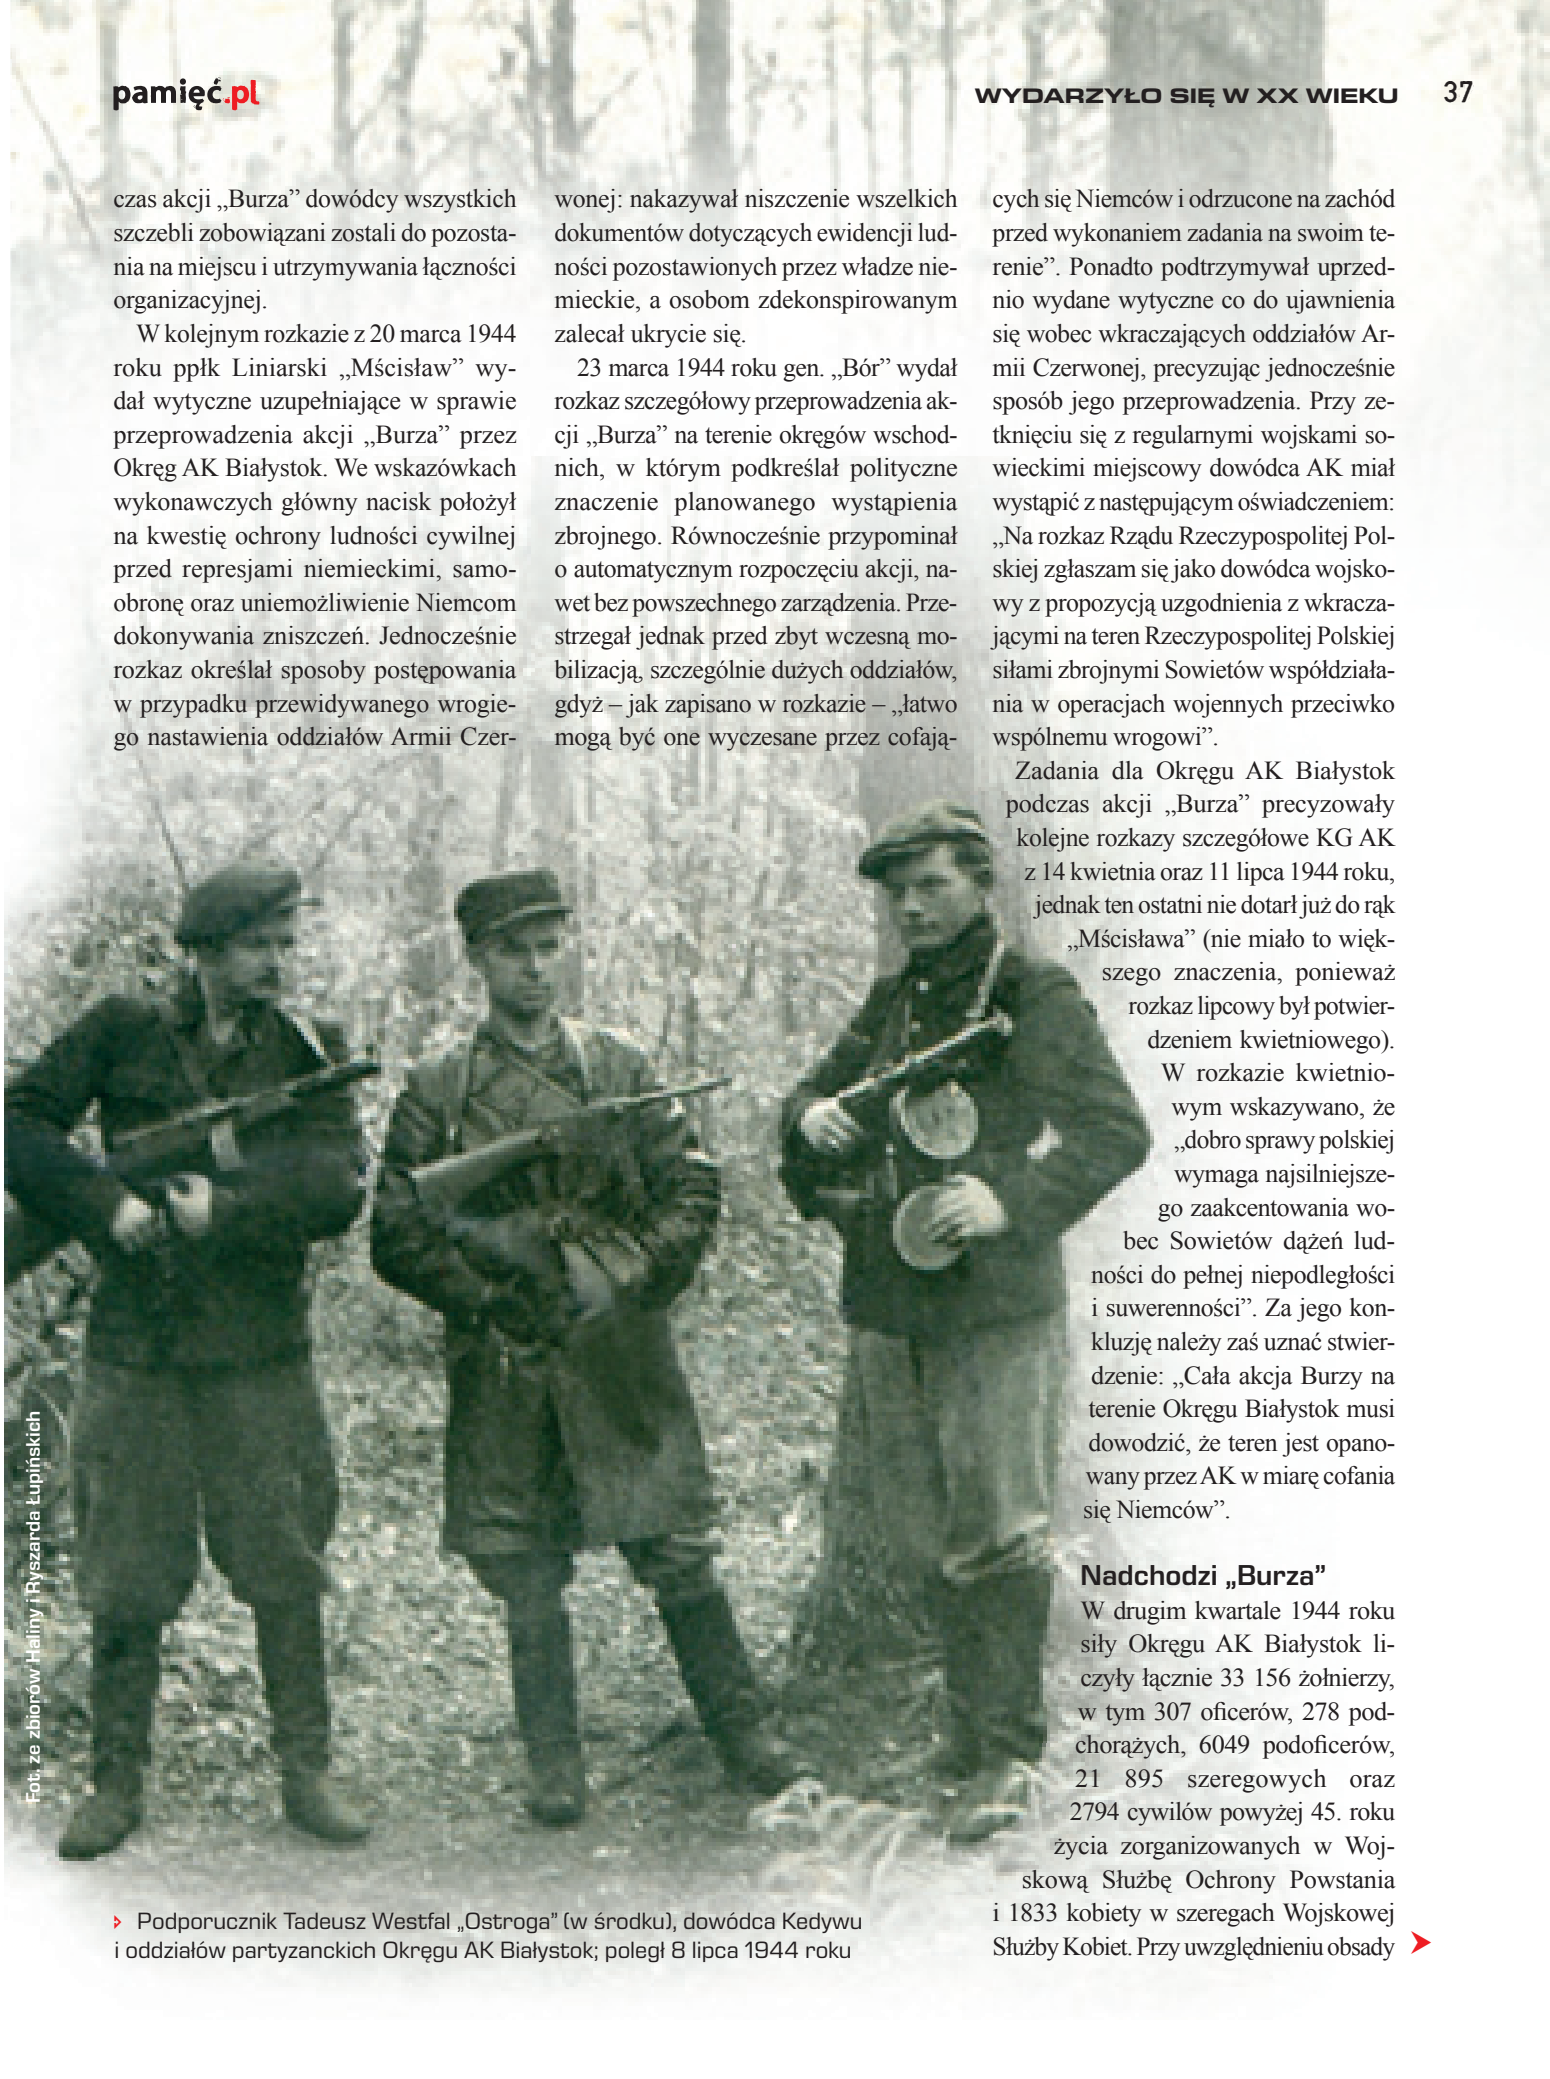 pamięć.pl
WYDARZYŁO SIĘ W XX WIEKU 37
czas akcji „Burza” dowódcy wszystkich
szczebli zobowiązani zostali do pozosta-
nia na miejscu i utrzymywania łączności
organizacyjnej.
W kolejnym rozkazie z 20 marca 1944
roku ppłk Liniarski „Mścisław” wy-
dał wytyczne uzupełniające w sprawie
przeprowadzenia akcji „Burza” przez
Okręg AK Białystok. We wskazówkach
wykonawczych główny nacisk położył
na kwestię ochrony ludności cywilnej
przed represjami niemieckimi, samo-
obronę oraz uniemożliwienie Niemcom
dokonywania zniszczeń. Jednocześnie
rozkaz określał sposoby postępowania
w przypadku przewidywanego wrogie-
go nastawienia oddziałów Armii Czer-
wonej: nakazywał niszczenie wszelkich
dokumentów dotyczących ewidencji lud-
ności pozostawionych przez władze nie-
mieckie, a osobom zdekonspirowanym
zalecał ukrycie się.
23 marca 1944 roku gen. „Bór” wydał
rozkaz szczegółowy przeprowadzenia ak-
cji „Burza” na terenie okręgów wschod-
nich, w którym podkreślał polityczne
znaczenie planowanego wystąpienia
zbrojnego. Równocześnie przypominał
o automatycznym rozpoczęciu akcji, na-
wet bez powszechnego zarządzenia. Prze-
strzegał jednak przed zbyt wczesną mo-
bilizacją, szczególnie dużych oddziałów,
gdyż – jak zapisano w rozkazie – „łatwo
mogą być one wyczesane przez cofają-
cych się Niemców i odrzucone na zachód
przed wykonaniem zadania na swoim te-
renie”. Ponadto podtrzymywał uprzed-
nio wydane wytyczne co do ujawnienia
się wobec wkraczających oddziałów Ar-
mii Czerwonej, precyzując jednocześnie
sposób jego przeprowadzenia. Przy ze-
tknięciu się z regularnymi wojskami so-
wieckimi miejscowy dowódca AK miał
wystąpić z następującym oświadczeniem:
„Na rozkaz Rządu Rzeczypospolitej Pol-
skiej zgłaszam się jako dowódca wojsko-
wy z propozycją uzgodnienia z wkracza-
jącymi na teren Rzeczypospolitej Polskiej
siłami zbrojnymi Sowietów współdziała-
nia w operacjach wojennych przeciwko
wspólnemu wrogowi”.
Zadania dla Okręgu AK Białystok
podczas akcji „Burza” precyzowały
kolejne rozkazy szczegółowe KG AK
z 14 kwietnia oraz 11 lipca 1944 roku,
jednak ten ostatni nie dotarł już do rąk
„Mścisława” (nie miało to więk-
szego znaczenia, ponieważ
rozkaz lipcowy był potwier-
dzeniem kwietniowego).
W rozkazie kwietnio-
wym wskazywano, że
„dobro sprawy polskiej
wymaga najsilniejsze-
go zaakcentowania wo-
bec Sowietów dążeń lud-
ności do pełnej niepodległości
i suwerenności”. Za jego kon-
kluzję należy zaś uznać stwier-
dzenie: „Cała akcja Burzy na
terenie Okręgu Białystok musi
dowodzić, że teren jest opano-
wany przez AK w miarę cofania
się Niemców”.
Nadchodzi „Burza”
W drugim kwartale 1944 roku
siły Okręgu AK Białystok li-
czyły łącznie 33 156 żołnierzy,
w tym 307 oficerów, 278 pod-
chorążych, 6049 podoficerów,
21 895 szeregowych oraz
2794 cywilów powyżej 45. roku
życia zorganizowanych w Woj-
skową Służbę Ochrony Powstania
i 1833 kobiety w szeregach Wojskowej
Służby Kobiet. Przy uwzględnieniu obsady
Fot. ze zbiorów Haliny i Ryszarda Łupińskich
Podporucznik Tadeusz Westfal „Ostroga” (w środku), dowódca Kedywu
i oddziałów partyzanckich Okręgu AK Białystok; poległ 8 lipca 1944 roku